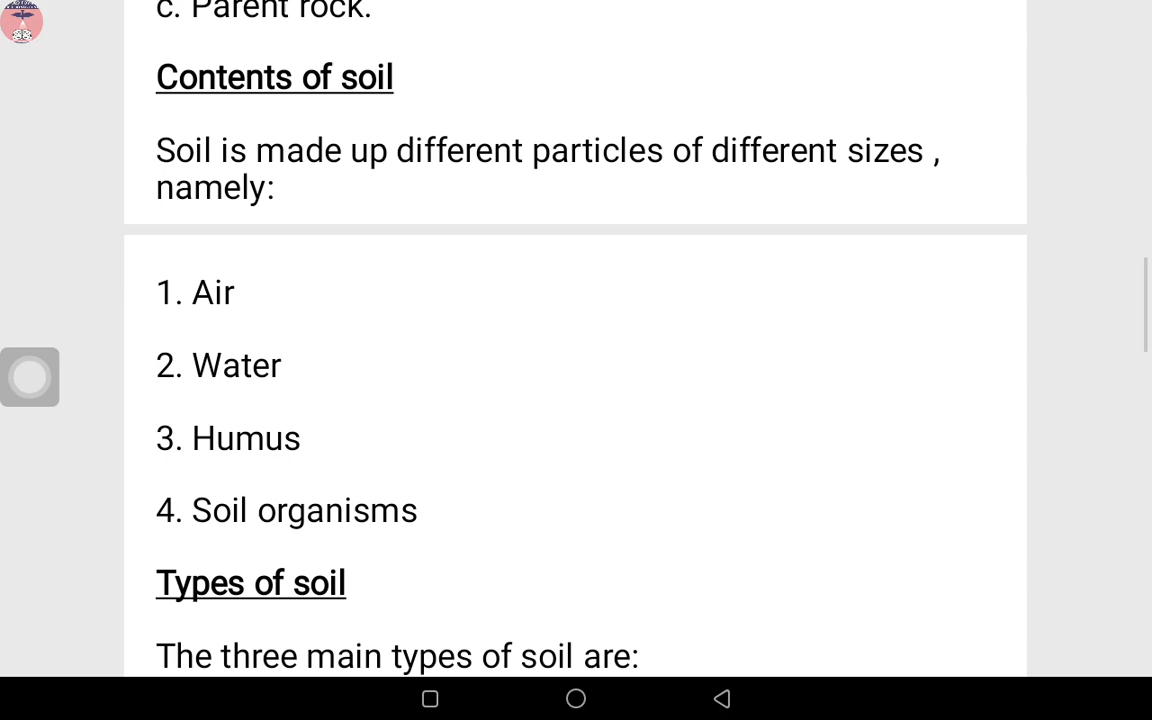 c. Parent rock.
Contents of soil
Soil is made up different particles of different sizes ,
namely:
1. Air
2. Water
3. Humus
4. Soil organisms
Types of soil
The three main types of soil are: